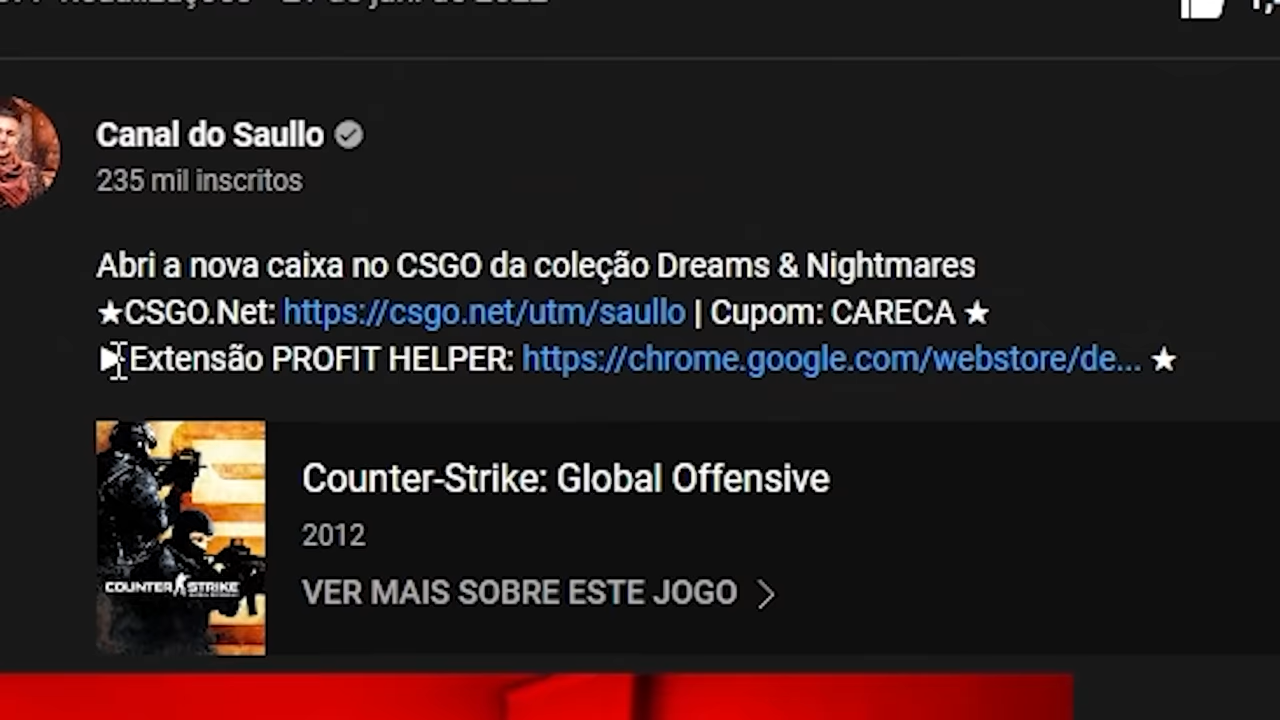 Canal do Saullo
235 mil inscritos
Abri a nova caixa no CSGO da coleção Dreams & Nightmares
★CSGO.Net: https://csgo.net/utm/saullo | Cupom: CARECA ★
Extensão PROFIT HELPER: https://chrome.google.com/webstore/de... ★
Counter-Strike: Global Offensive
2012
COUNTER STRIKE
VER MAIS SOBRE ESTE JOGO